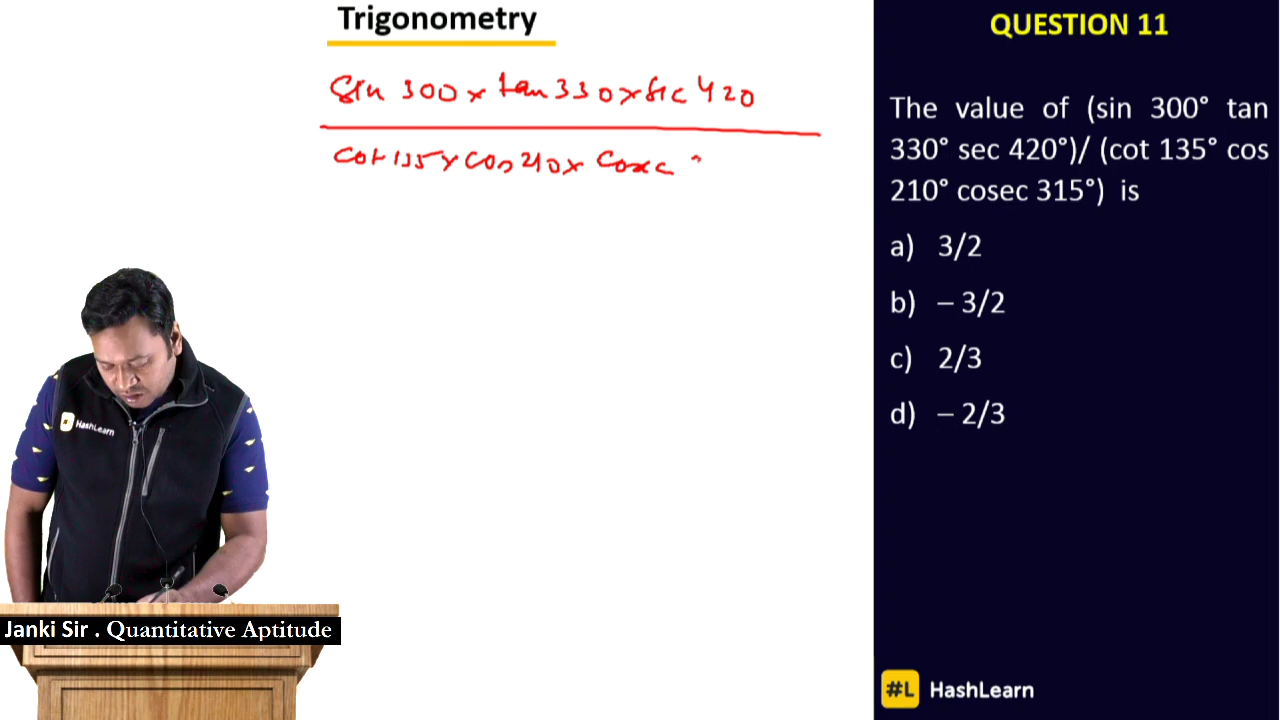 Trigonometry
sin 300 x tan 330 x sec 420
cot 135 x cos 210 x cosec
QUESTION 11
The value of (sin 300° tan
330° sec 420°)/ (cot 135° cos
210° cosec 315°) is
a) 3/2
b) – 3/2
c) 2/3
d) – 2/3
#L HashLearn
Janki Sir . Quantitative Aptitude
#L HashLearn